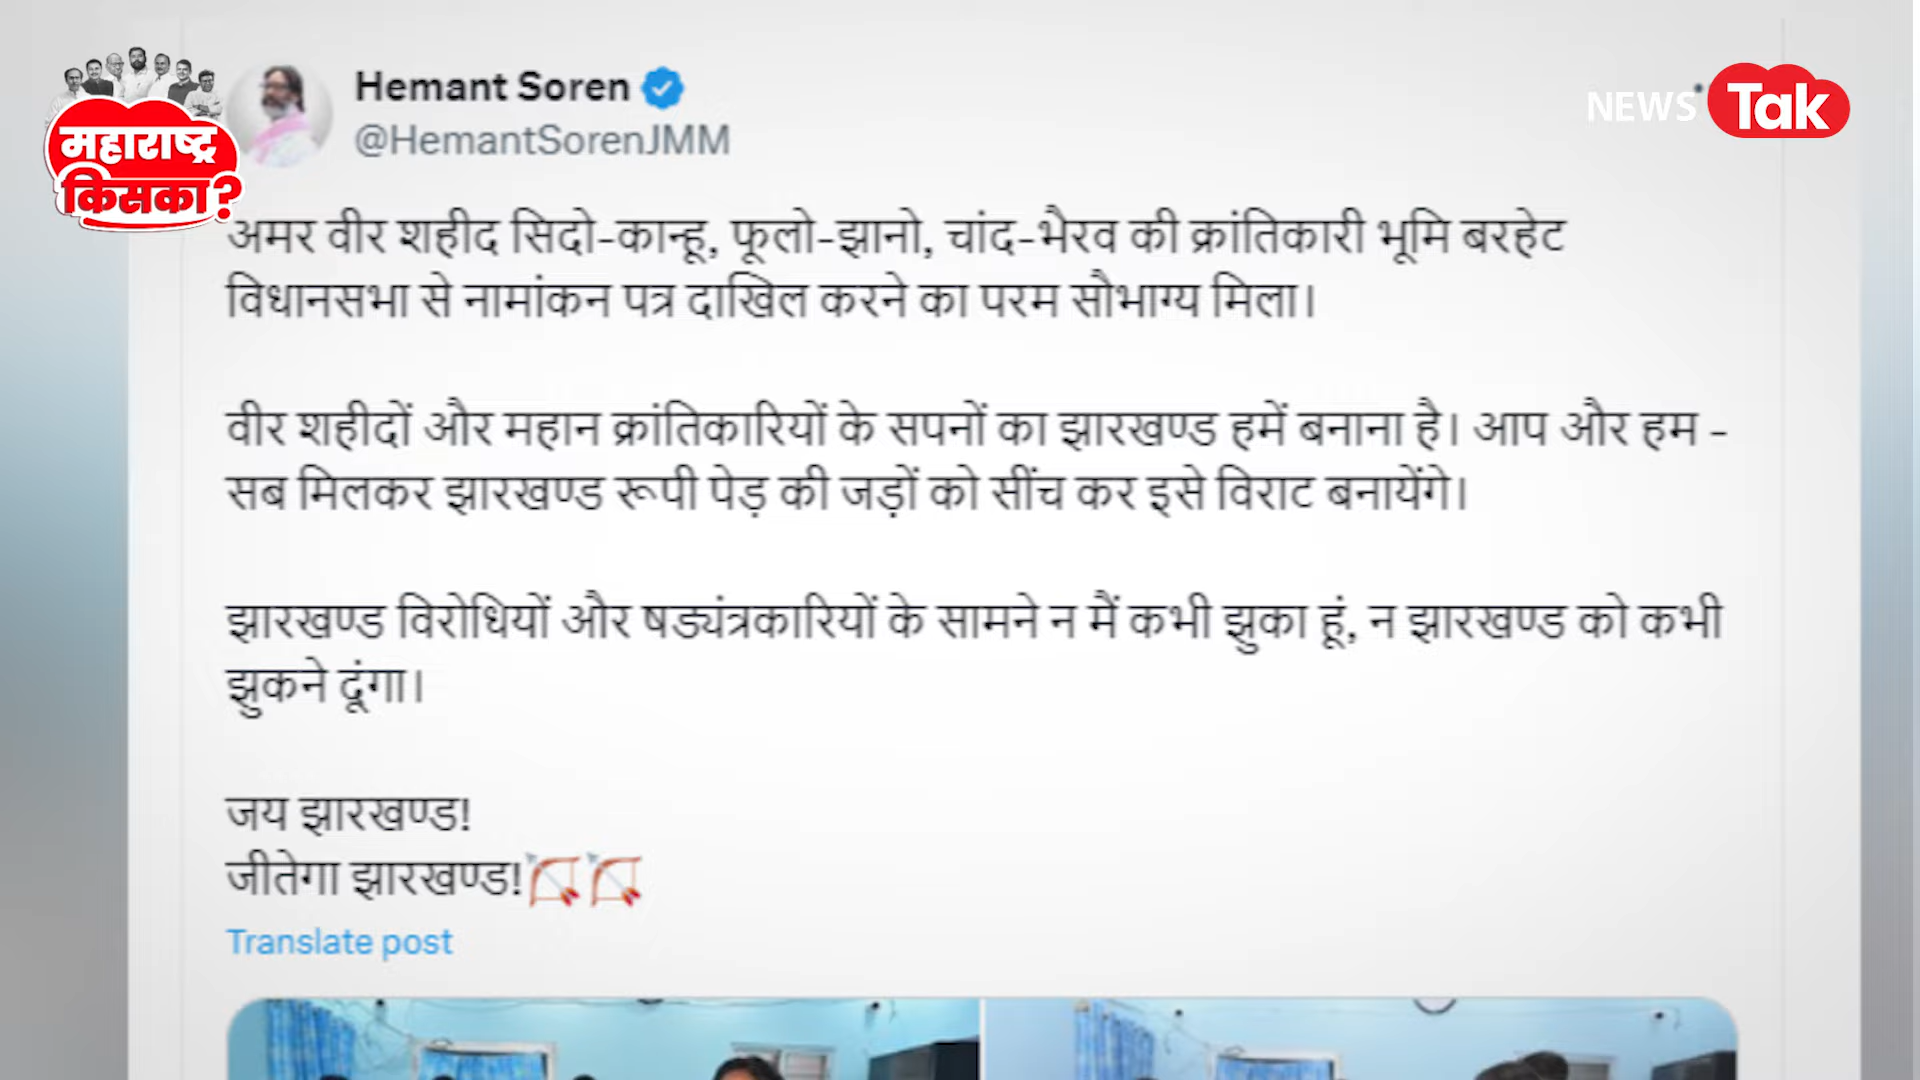 Hemant Soren
@HemantSorenJMM
NEWS Tak
महाराष्ट्र
किसका?
अमर वीर शहीद सिदो-कान्हू, फूलो-झानो, चांद-भैरव की क्रांतिकारी भूमि बरहेट
विधानसभा से नामांकन पत्र दाखिल करने का परम सौभाग्य मिला।
वीर शहीदों और महान क्रांतिकारियों के सपनों का झारखण्ड हमें बनाना है। आप और हम -
सब मिलकर झारखण्ड रूपी पेड़ की जड़ों को सींच कर इसे विराट बनायेंगे।
झारखण्ड विरोधियों और षड्यंत्रकारियों के सामने न मैं कभी झुका हूं, न झारखण्ड को कभी
झुकने दूंगा।
जय झारखण्ड!
जीतेगा झारखण्ड!🏹🏹
Translate post